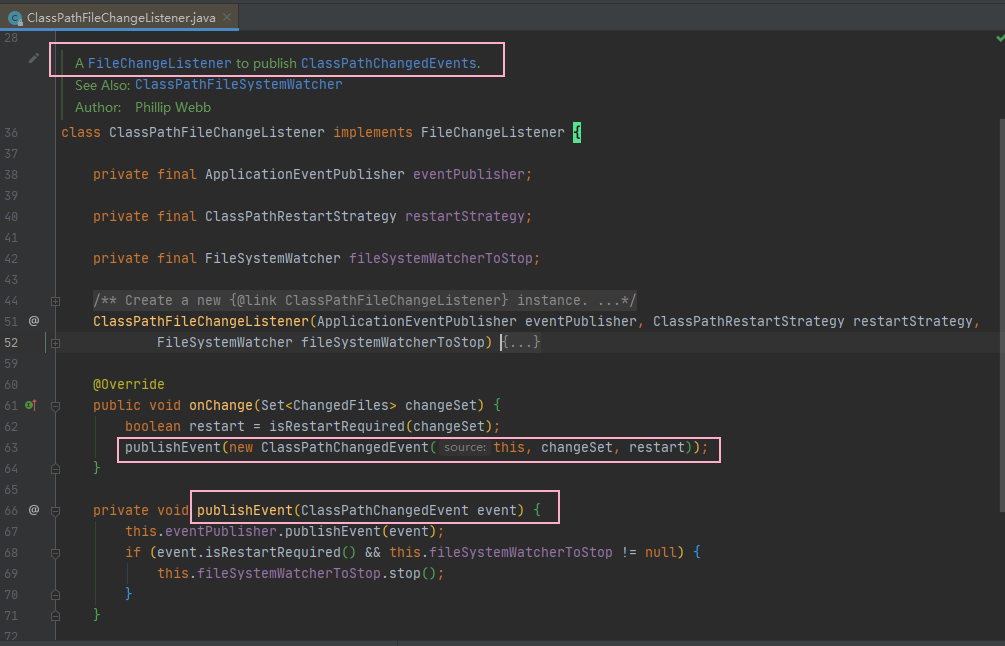 ClassPathFileChangeListener.java
28
A FileChangeListener to publish ClassPathChangedEvents.
See Also: ClassPathFileSystemWatcher
Author: Phillip Webb
36 class ClassPathFileChangeListener implements FileChangeListener {
37
38 private final ApplicationEventPublisher eventPublisher;
39
40 private final ClassPathRestartStrategy restartStrategy;
41
42 private final FileSystemWatcher fileSystemWatcherToStop;
43
44 /** Create a new {@link ClassPathFileChangeListener} instance. ...*/
51 @ ClassPathFileChangeListener(ApplicationEventPublisher eventPublisher, ClassPathRestartStrategy restartStrategy,
52 FileSystemWatcher fileSystemWatcherToStop) {...}
59
60 @Override
61 public void onChange(Set<ChangedFiles> changeSet) {
62 boolean restart = isRestartRequired(changeSet);
63 publishEvent(new ClassPathChangedEvent( source: this, changeSet, restart));
64 }
65
66 @ private void publishEvent(ClassPathChangedEvent event) {
67 this.eventPublisher.publishEvent(event);
68 if (event.isRestartRequired() && this.fileSystemWatcherToStop != null) {
69 this.fileSystemWatcherToStop.stop();
70 }
71 }
72